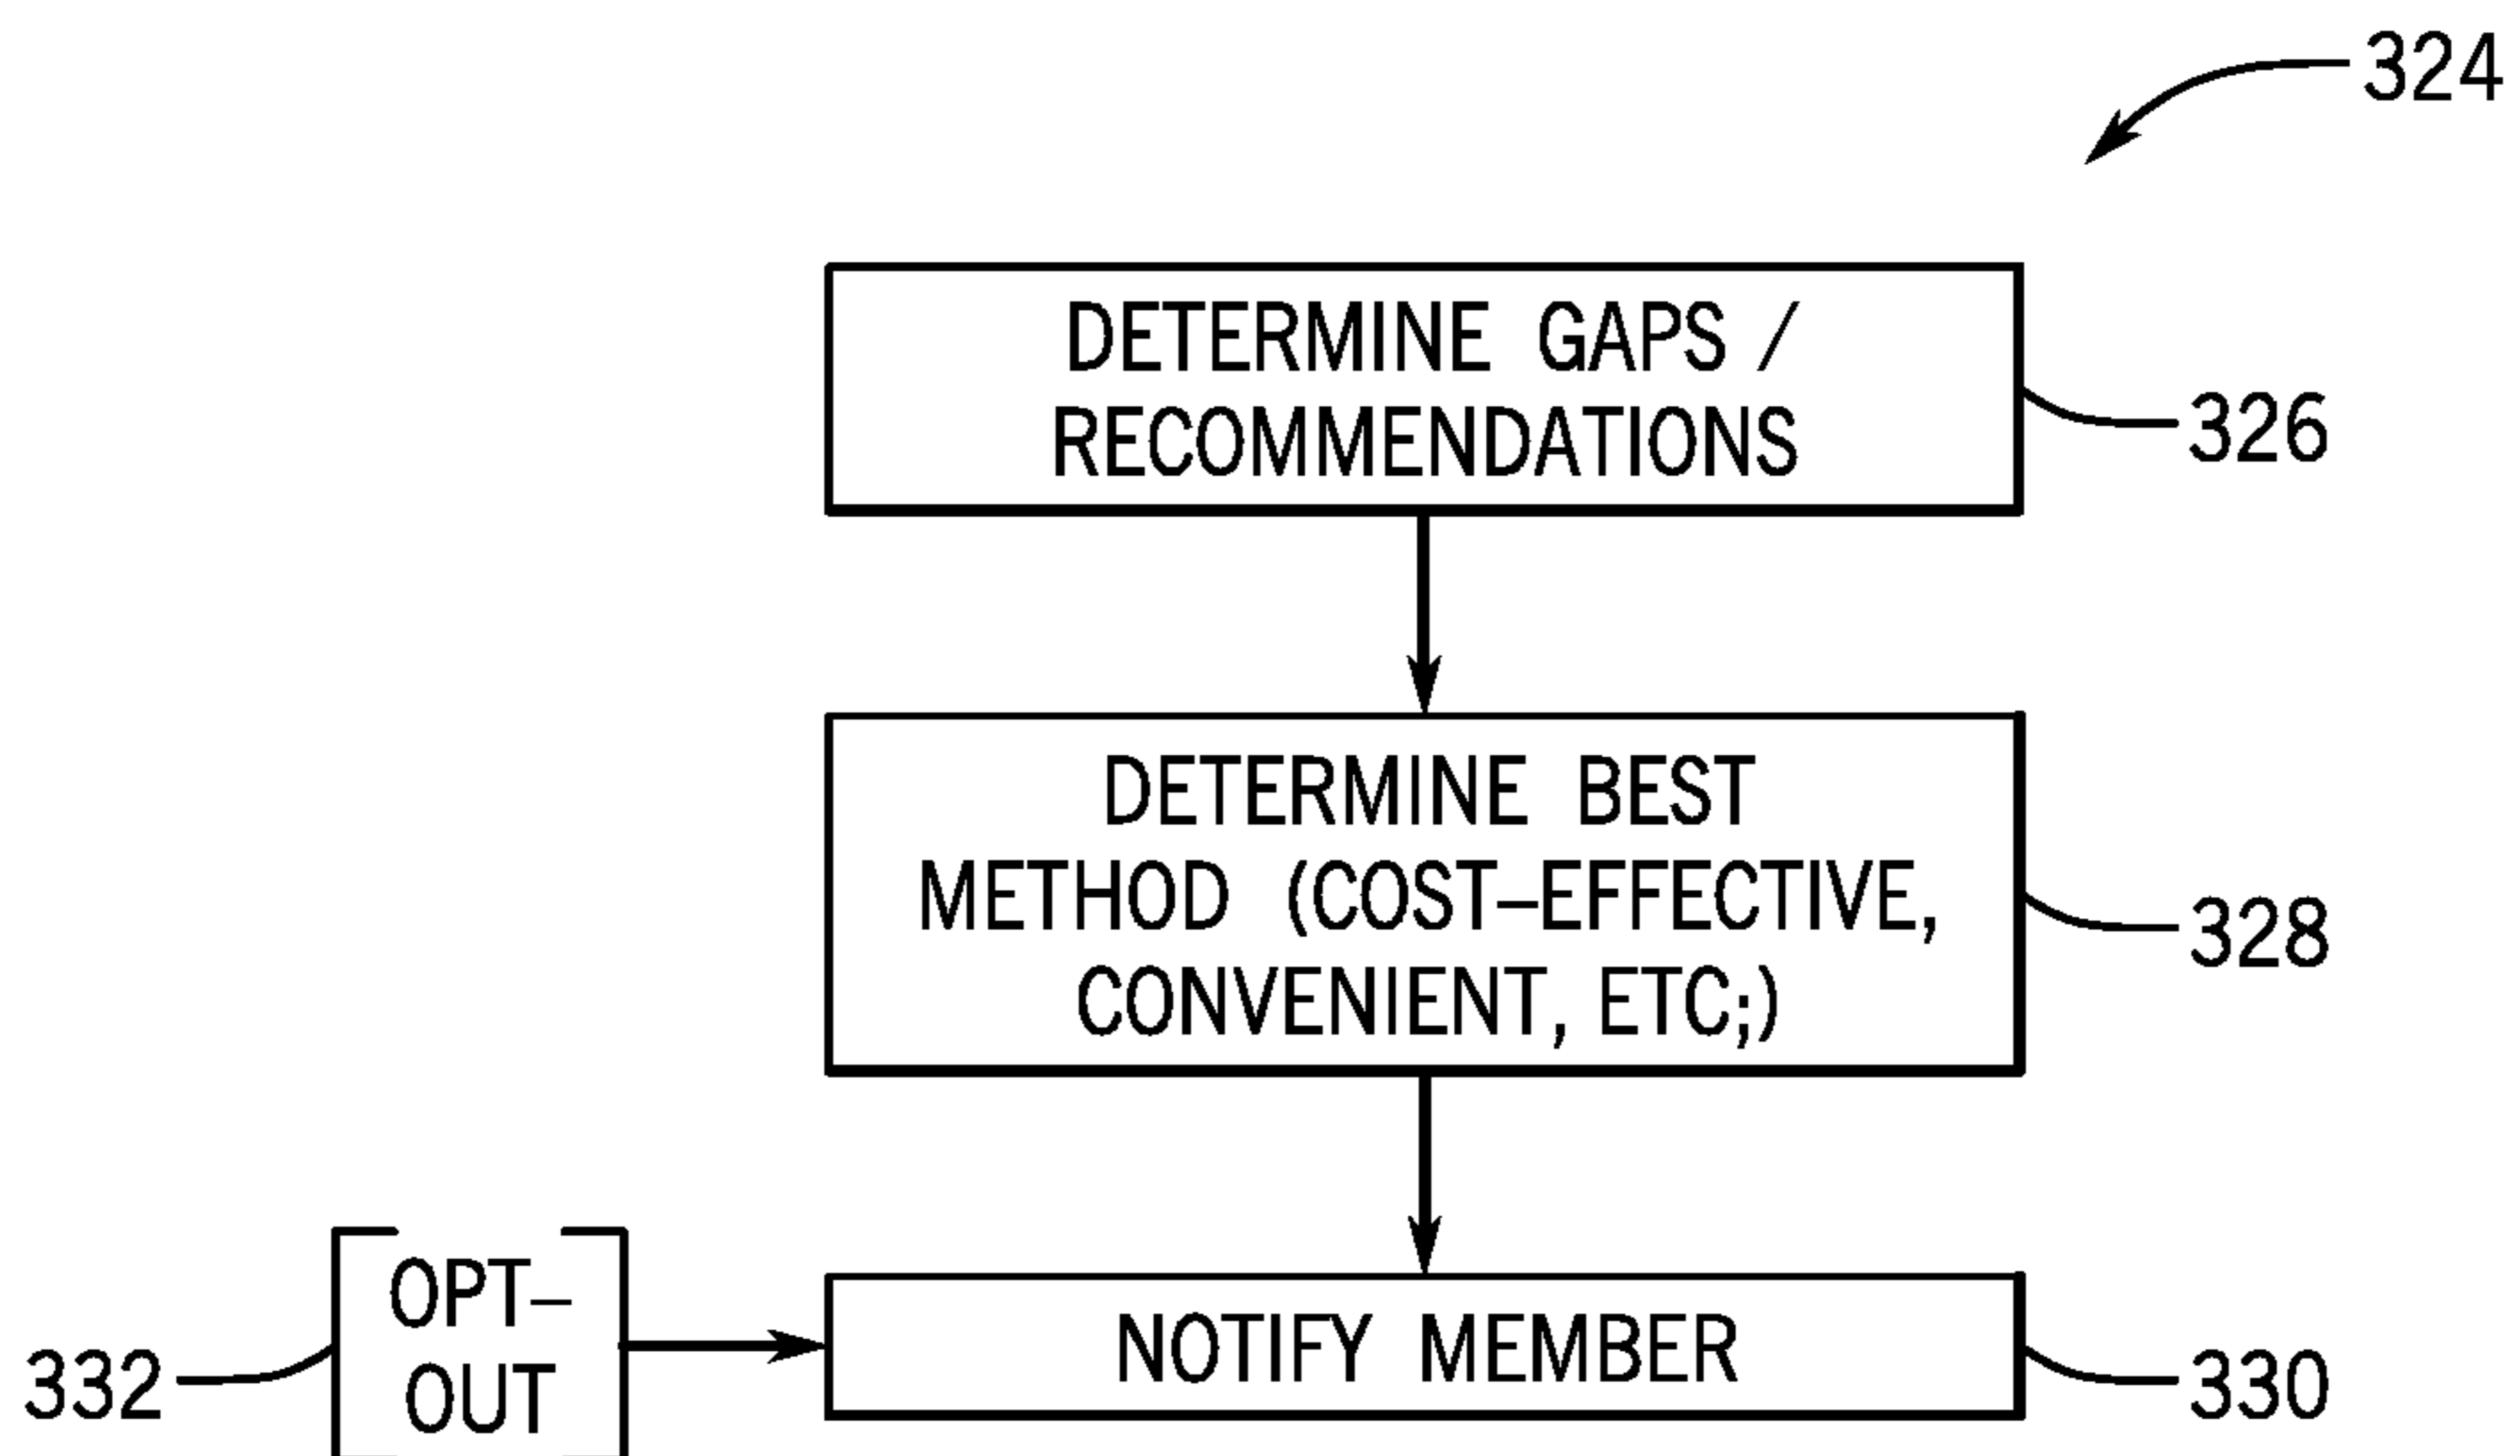 324
DETERMINE GAPS /
RECOMMENDATIONS
326
DETERMINE BEST
METHOD (COST–EFFECTIVE,
CONVENIENT, ETC;)
328
OPT–
OUT
332
NOTIFY MEMBER
330